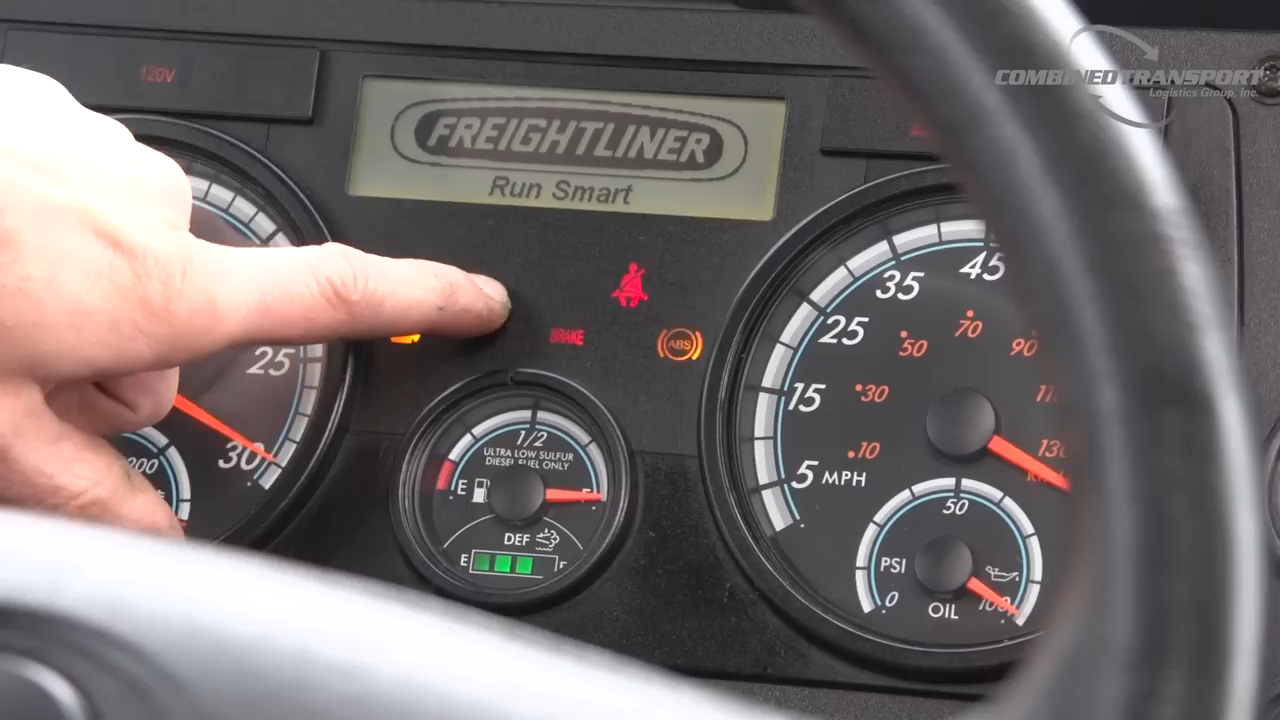 COMBINED TRANSPORT
Logistics Group, Inc.
120V
FREIGHTLINER
Run Smart
BRAKE
ABS
25
30
200
1/2
ULTRA LOW SULFUR
DIESEL FUEL ONLY
E
F
DEF
E
F
45
35
25
15
5 MPH
70
50
90
30
10
130
50
PSI
0
100
OIL